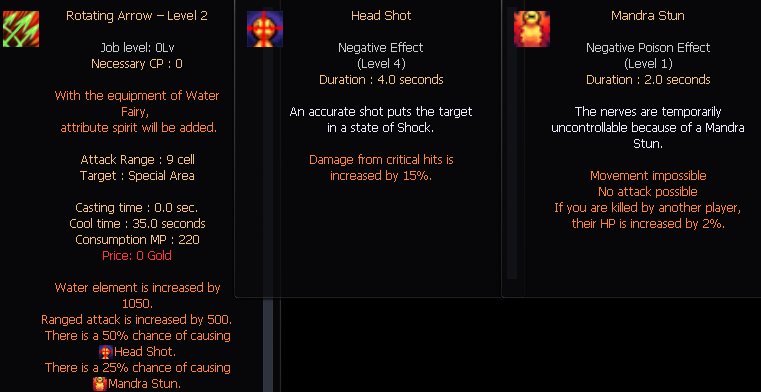 Rotating Arrow – Level 2
Job level: 0Lv
Necessary CP : 0
With the equipment of Water
Fairy,
attribute spirit will be added.
Attack Range : 9 cell
Target : Special Area
Casting time : 0.0 sec.
Cool time : 35.0 seconds
Consumption MP : 220
Price: 0 Gold
Water element is increased by
1050.
Ranged attack is increased by 500.
There is a 50% chance of causing
Head Shot.
There is a 25% chance of causing
Mandra Stun.
Head Shot
Negative Effect
(Level 4)
Duration : 4.0 seconds
An accurate shot puts the target
in a state of Shock.
Damage from critical hits is
increased by 15%.
Mandra Stun
Negative Poison Effect
(Level 1)
Duration : 2.0 seconds
The nerves are temporarily
uncontrollable because of a Mandra
Stun.
Movement impossible
No attack possible
If you are killed by another player,
their HP is increased by 2%.